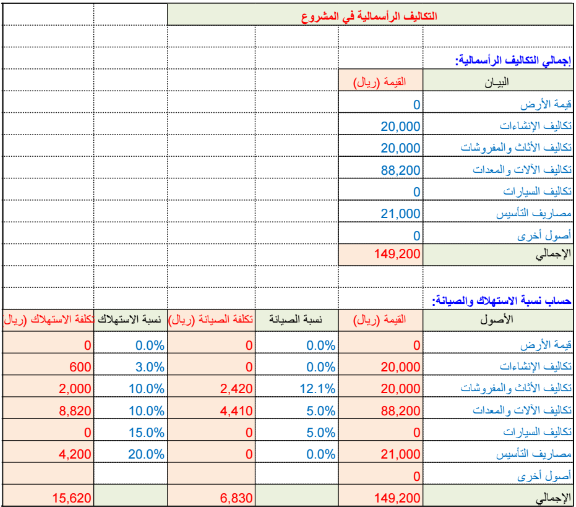 التكاليف الرأسمالية في المشروع
إجمالي التكاليف الرأسمالية:
البيـان القيمة (ريال)
قيمة الأرض 0
تكاليف الإنشاءات 20,000
تكاليف الأثاث والمفروشات 20,000
تكاليف الآلات والمعدات 88,200
تكاليف السيارات 0
مصاريف التأسيس 21,000
أصول أخرى 0
الإجمالي 149,200
حساب نسبة الاستهلاك والصيانة:
الأصول القيمة (ريال) نسبة الصيانة تكلفة الصيانة (ريال) نسبة الاستهلاك تكلفة الاستهلاك (ريال
قيمة الأرض 0 0.0% 0 0.0% 0
تكاليف الإنشاءات 20,000 0.0% 0 3.0% 600
تكاليف الأثاث والمفروشات 20,000 12.1% 2,420 10.0% 2,000
تكاليف الآلات والمعدات 88,200 5.0% 4,410 10.0% 8,820
تكاليف السيارات 0 5.0% 0 15.0% 0
مصاريف التأسيس 21,000 0.0% 0 20.0% 4,200
أصول أخرى 0
الإجمالي 149,200 6,830 15,620